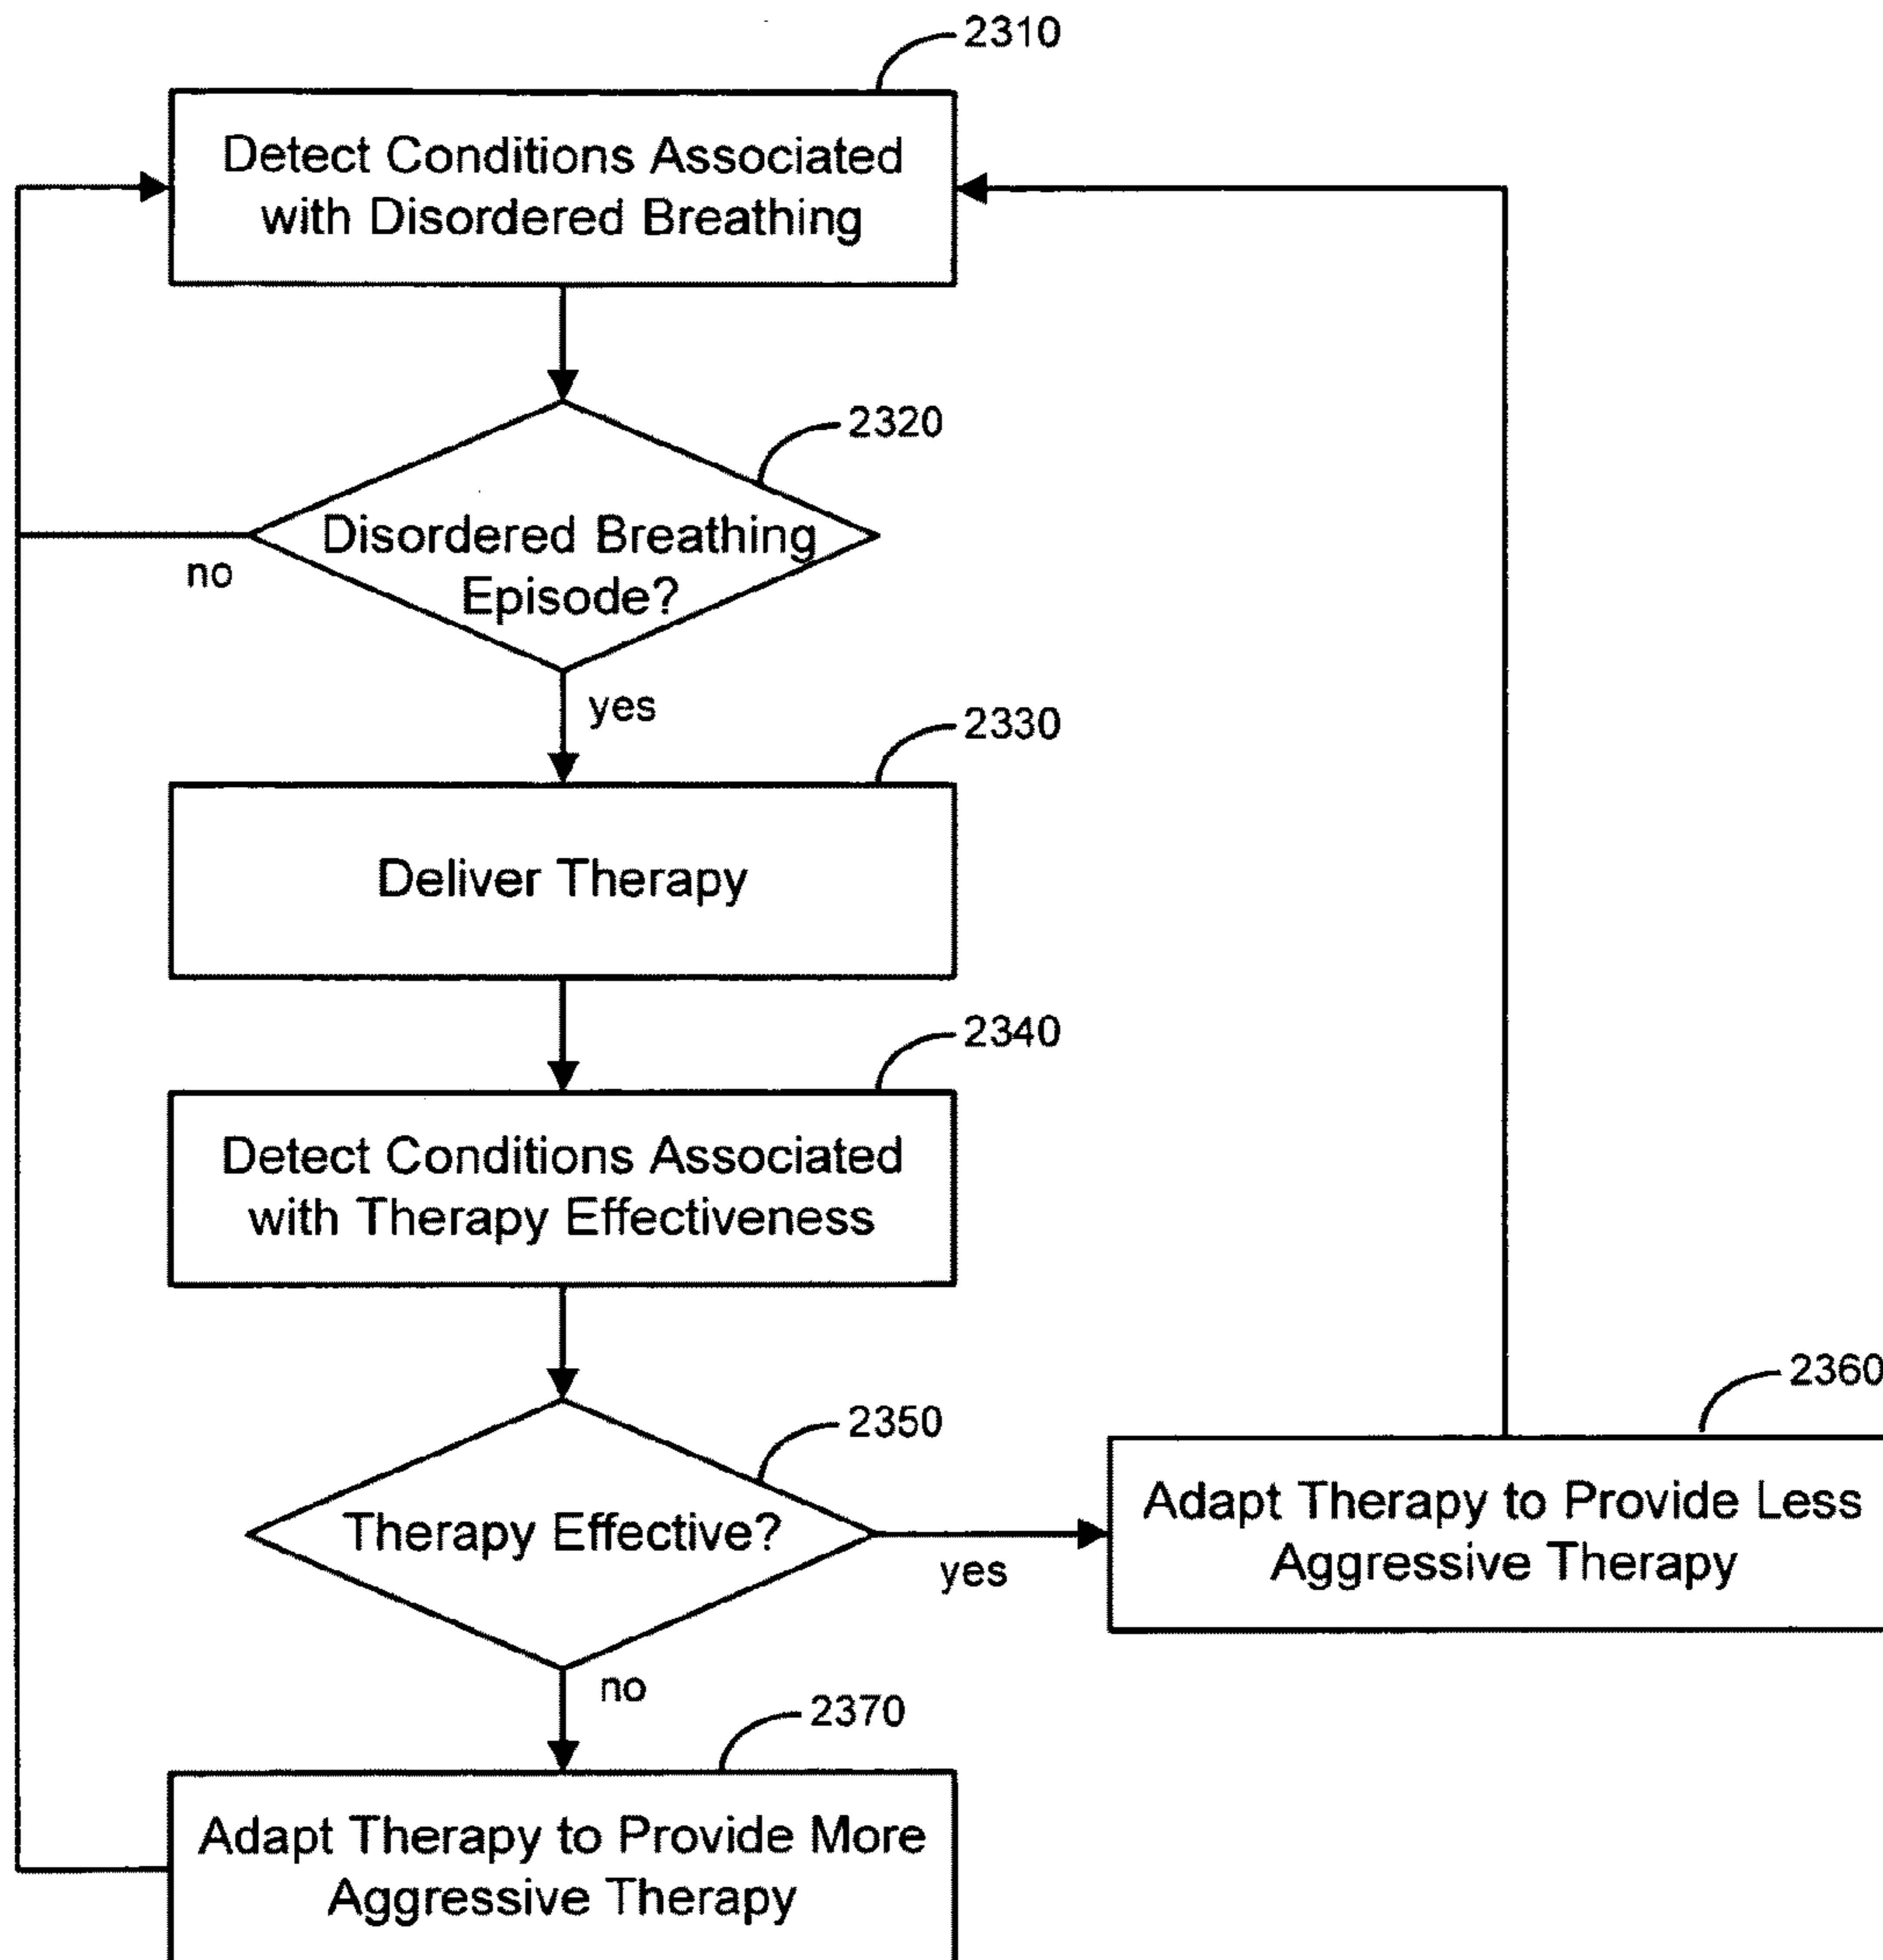 2310
Detect Conditions Associated
with Disordered Breathing
2320
Disordered Breathing
Episode?
no
yes
2330
Deliver Therapy
2340
Detect Conditions Associated
with Therapy Effectiveness
2350
Therapy Effective?
yes
2360
Adapt Therapy to Provide Less
Aggressive Therapy
no
2370
Adapt Therapy to Provide More
Aggressive Therapy